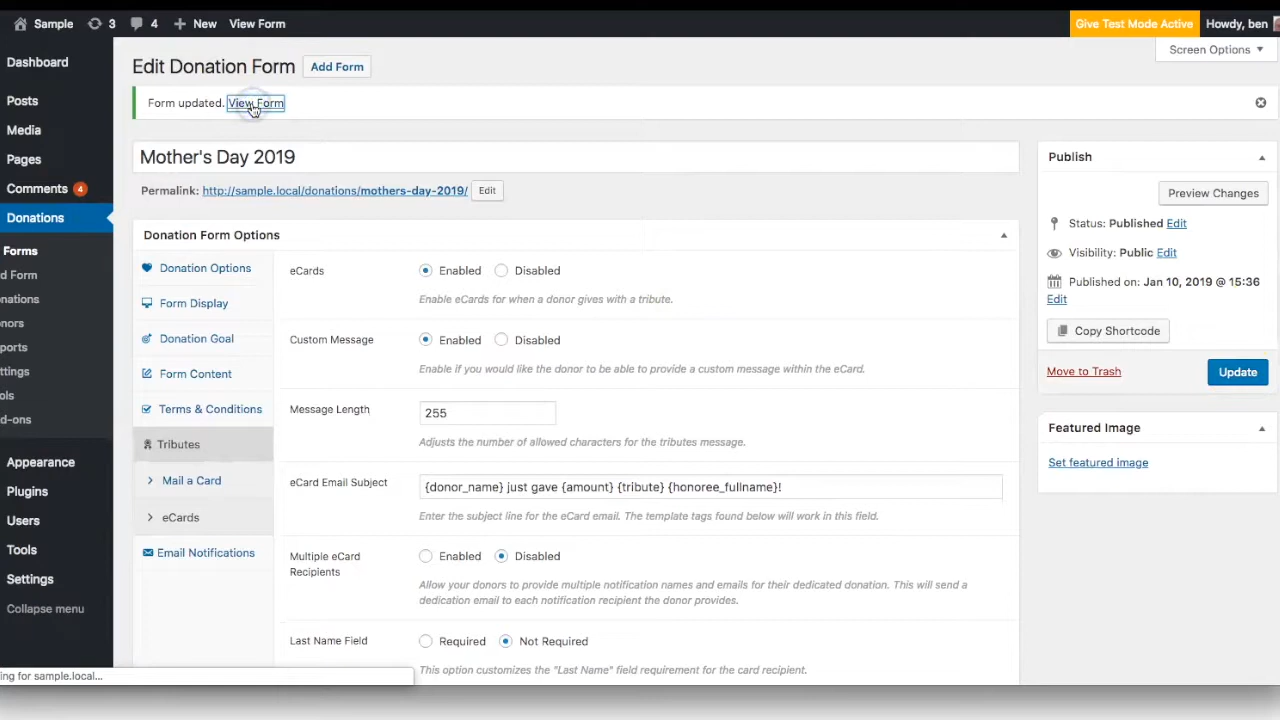 Sample 3 4 New View Form Give Test Mode Active Howdy, ben
Screen Options
Dashboard
Posts
Media
Pages
Comments 4
Donations
Forms
d Form
onations
onors
ports
ttings
ols
d-ons
Appearance
Plugins
Users
Tools
Settings
Collapse menu
ing for sample.local...
Edit Donation Form Add Form
Form updated. View Form
Mother's Day 2019
Permalink: http://sample.local/donations/mothers-day-2019/ Edit
Donation Form Options
Donation Options
Form Display
Donation Goal
Form Content
Terms & Conditions
Tributes
Mail a Card
eCards
Email Notifications
eCards Enabled Disabled
Enable eCards for when a donor gives with a tribute.
Custom Message Enabled Disabled
Enable if you would like the donor to be able to provide a custom message within the eCard.
Message Length 255
Adjusts the number of allowed characters for the tributes message.
eCard Email Subject {donor_name} just gave {amount} {tribute} {honoree_fullname}!
Enter the subject line for the eCard email. The template tags found below will work in this field.
Multiple eCard Enabled Disabled
Recipients
Allow your donors to provide multiple notification names and emails for their dedicated donation. This will send a
dedication email to each notification recipient the donor provides.
Last Name Field Required Not Required
This option customizes the "Last Name" field requirement for the card recipient.
Publish
Preview Changes
Status: Published Edit
Visibility: Public Edit
Published on: Jan 10, 2019 @ 15:36
Edit
Copy Shortcode
Move to Trash Update
Featured Image
Set featured image